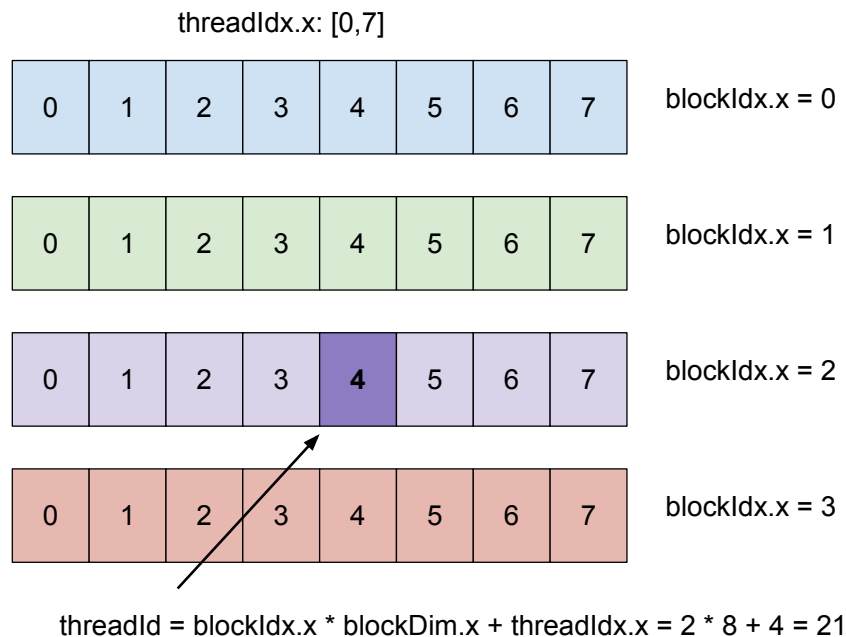 threadIdx.x: [0,7]
0 1 2 3 4 5 6 7 blockIdx.x = 0
0 1 2 3 4 5 6 7 blockIdx.x = 1
0 1 2 3 4 5 6 7 blockIdx.x = 2
0 1 2 3 4 5 6 7 blockIdx.x = 3
threadId = blockIdx.x * blockDim.x + threadIdx.x = 2 * 8 + 4 = 21